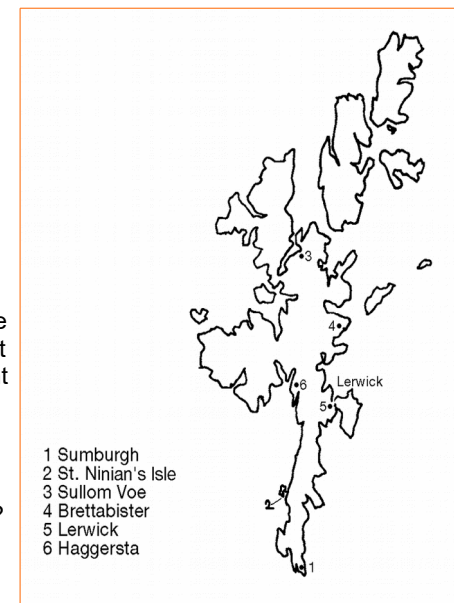 3
4
Lerwick
6
5
1 Sumburgh
2 St. Ninian's Isle
3 Sullom Voe
4 Brettabister
5 Lerwick
6 Haggersta
2
1